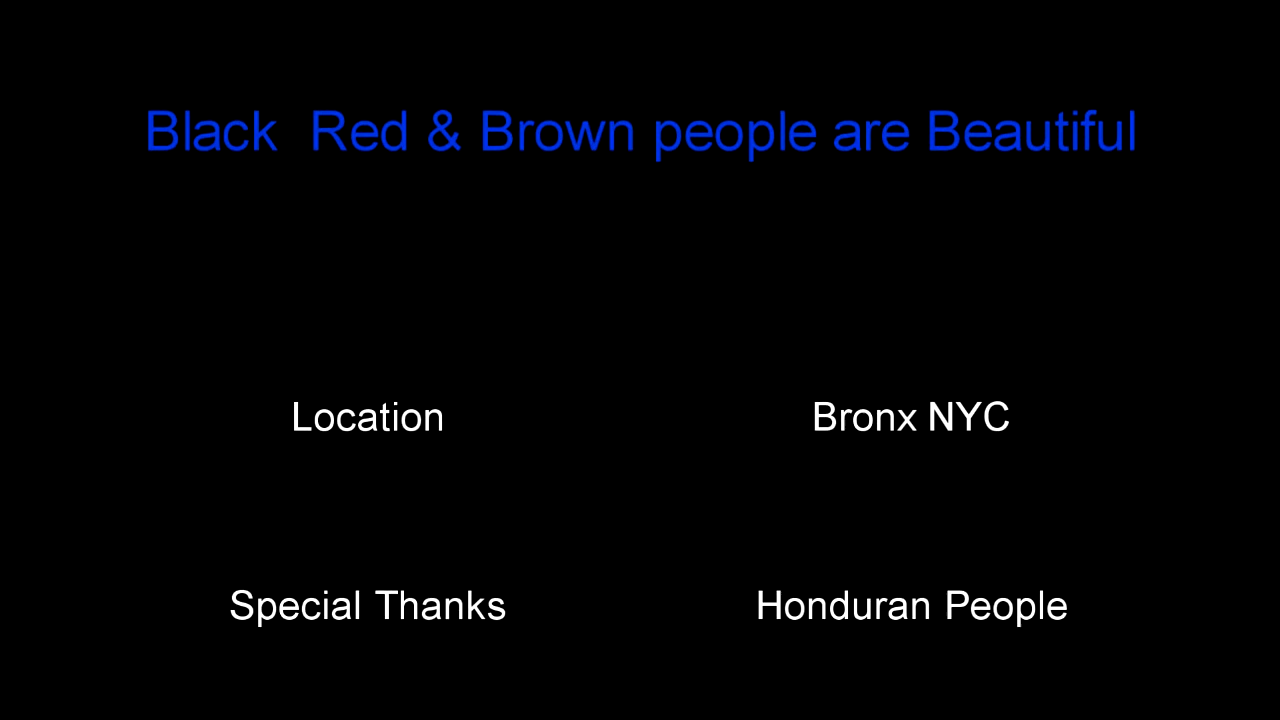 Black  Red & Brown people are Beautiful
Location Bronx NYC
Special Thanks Honduran People